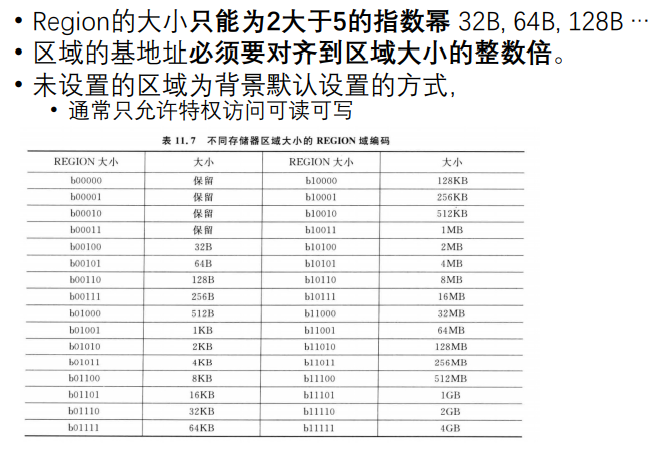 • Region的大小只能为2大于5的指数幂 32B, 64B, 128B …
• 区域的基地址必须要对齐到区域大小的整数倍。
• 未设置的区域为背景默认设置的方式，
• 通常只允许特权访问可读可写
表 11.7 不同存储器区域大小的 REGION 域编码
REGION 大小 大小 REGION 大小 大小
b00000 保留 b10000 128KB
b00001 保留 b10001 256KB
b00010 保留 b10010 512KB
b00011 保留 b10011 1MB
b00100 32B b10100 2MB
b00101 64B b10101 4MB
b00110 128B b10110 8MB
b00111 256B b10111 16MB
b01000 512B b11000 32MB
b01001 1KB b11001 64MB
b01010 2KB b11010 128MB
b01011 4KB b11011 256MB
b01100 8KB b11100 512MB
b01101 16KB b11101 1GB
b01110 32KB b11110 2GB
b01111 64KB b11111 4GB